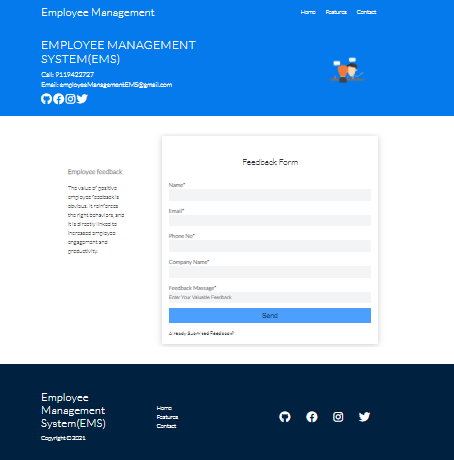 Employee Management
Home Features Contact
EMPLOYEE MANAGEMENT
SYSTEM(EMS)
Call: 9119422727
Email: employeeManagementEMS@gmail.com
Employee feedback
The value of positive
employee feedback is
obvious. It reinforces
the right behaviors, and
it is directly linked to
increased employee
engagement and
productivity.
Feedback Form
Name*
Email*
Phone No*
Company Name*
Feedback Massage*
Enter Your Valuable Feedback
Send
Already Submised Feedback?
Employee
Management
System(EMS)
Copyright © 2021
Home
Features
Contact